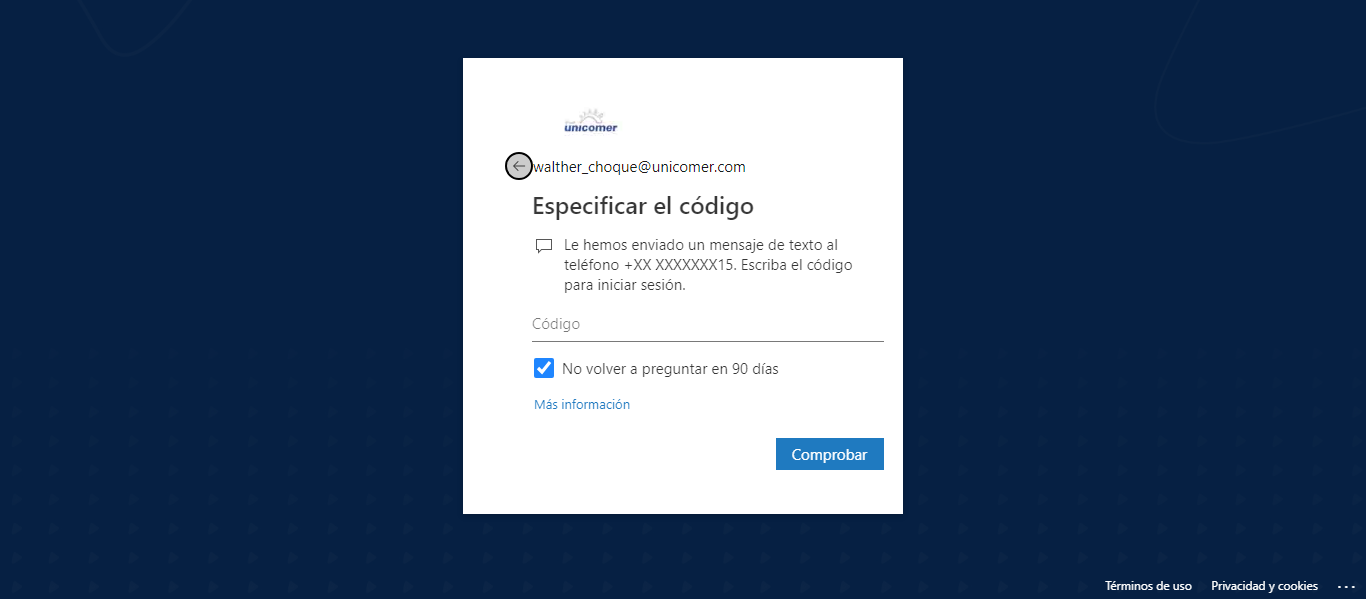 unicomer
walther_choque@unicomer.com
Especificar el código
Le hemos enviado un mensaje de texto al
teléfono +XX XXXXXXX15. Escriba el código
para iniciar sesión.
Código
No volver a preguntar en 90 días
Más información
Comprobar
Términos de uso Privacidad y cookies ...